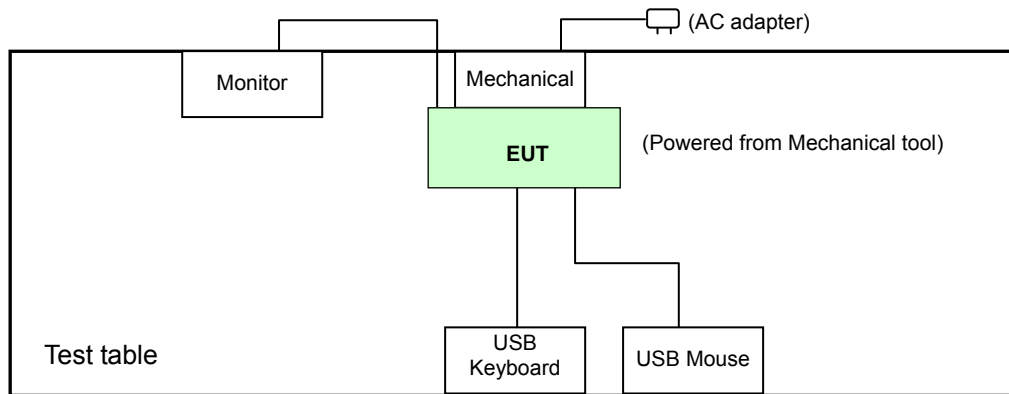 (AC adapter)
Monitor
Mechanical
EUT
(Powered from Mechanical tool)
Test table
USB
Keyboard
USB Mouse